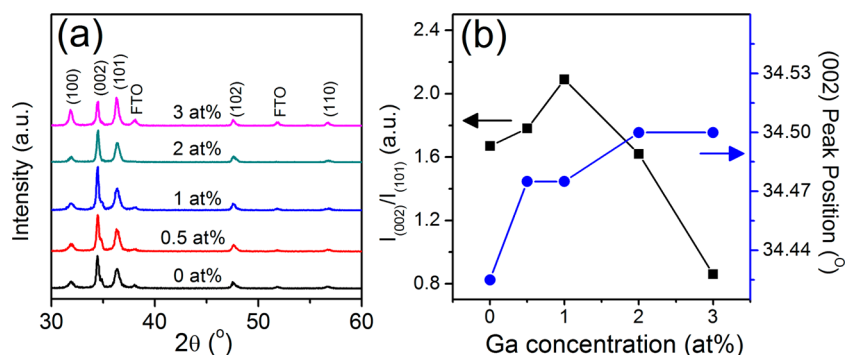 (a)
(100)
(002)
(101)
FTO
(102)
FTO
(110)
3 at%
2 at%
1 at%
0.5 at%
0 at%
Intensity (a.u.)
30 40 50 60
2θ (°)
(b)
2.4
2.0
1.6
1.2
0.8
I(002)/I(101) (a.u.)
34.53
34.50
34.47
34.44
(002) Peak Position (°)
0 1 2 3
Ga concentration (at%)